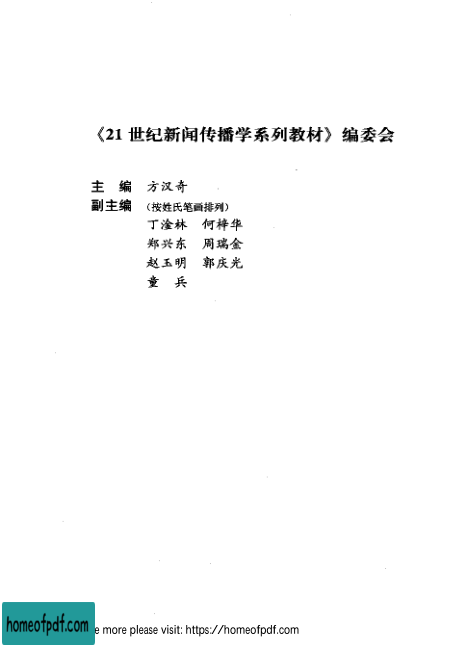 《21 世纪新闻传播学系列教材》编委会
主 编 方汉奇
副主编 (按姓氏笔画排列)
丁淦林 何梓华
郑兴东 周瑞金
赵玉明 郭庆光
童 兵
homeofpdf.com
e more please visit: https://homeofpdf.com